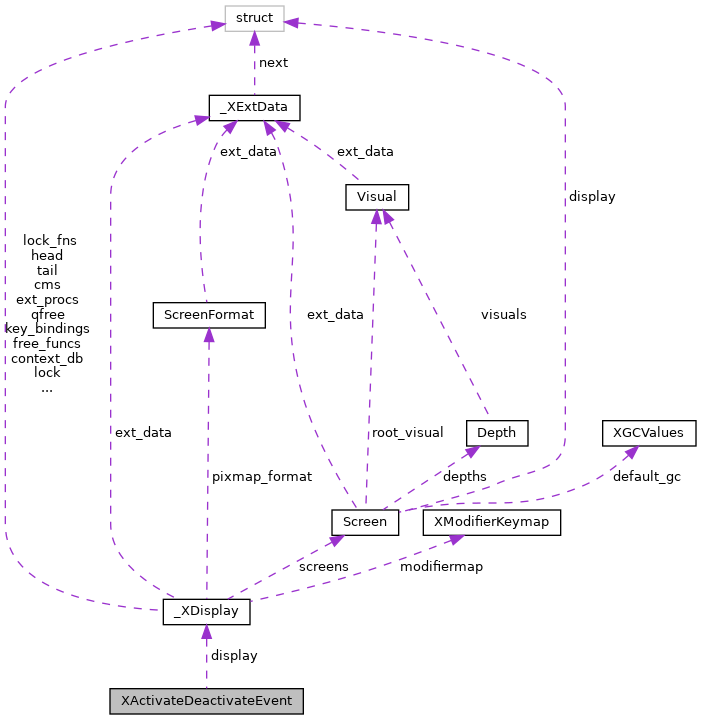 struct
next
_XExtData
ext_data
ext_data
Visual
display
lock_fns
head
tail
cms
ext_procs
qfree
key_bindings
free_funcs
context_db
lock
...
ScreenFormat
ext_data
visuals
ext_data
root_visual
Depth
XGCValues
pixmap_format
depths
default_gc
Screen
XModifierKeymap
screens
modifiermap
_XDisplay
display
XActivateDeactivateEvent